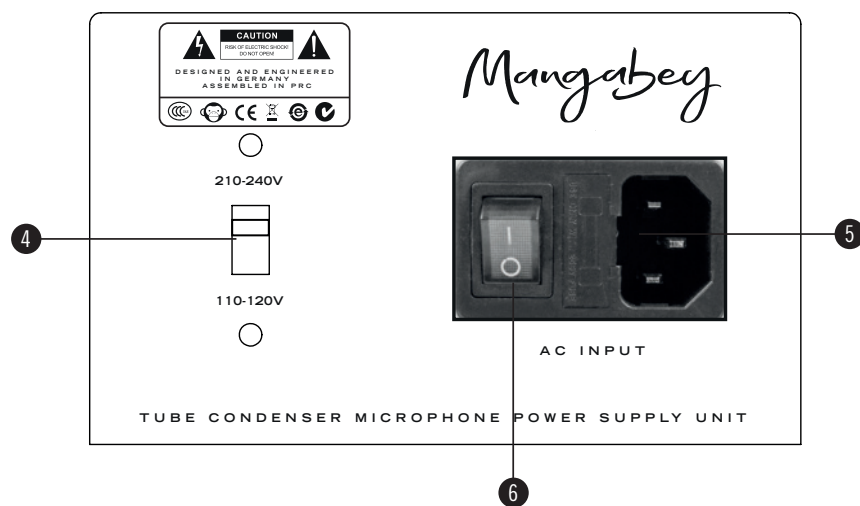 CAUTION
RISK OF ELECTRIC SHOCK!
DO NOT OPEN!
DESIGNED AND ENGINEERED
IN GERMANY
ASSEMBLED IN PRC
Mangabey
210-240V
4
5
110-120V
AC INPUT
TUBE CONDENSER MICROPHONE POWER SUPPLY UNIT
6